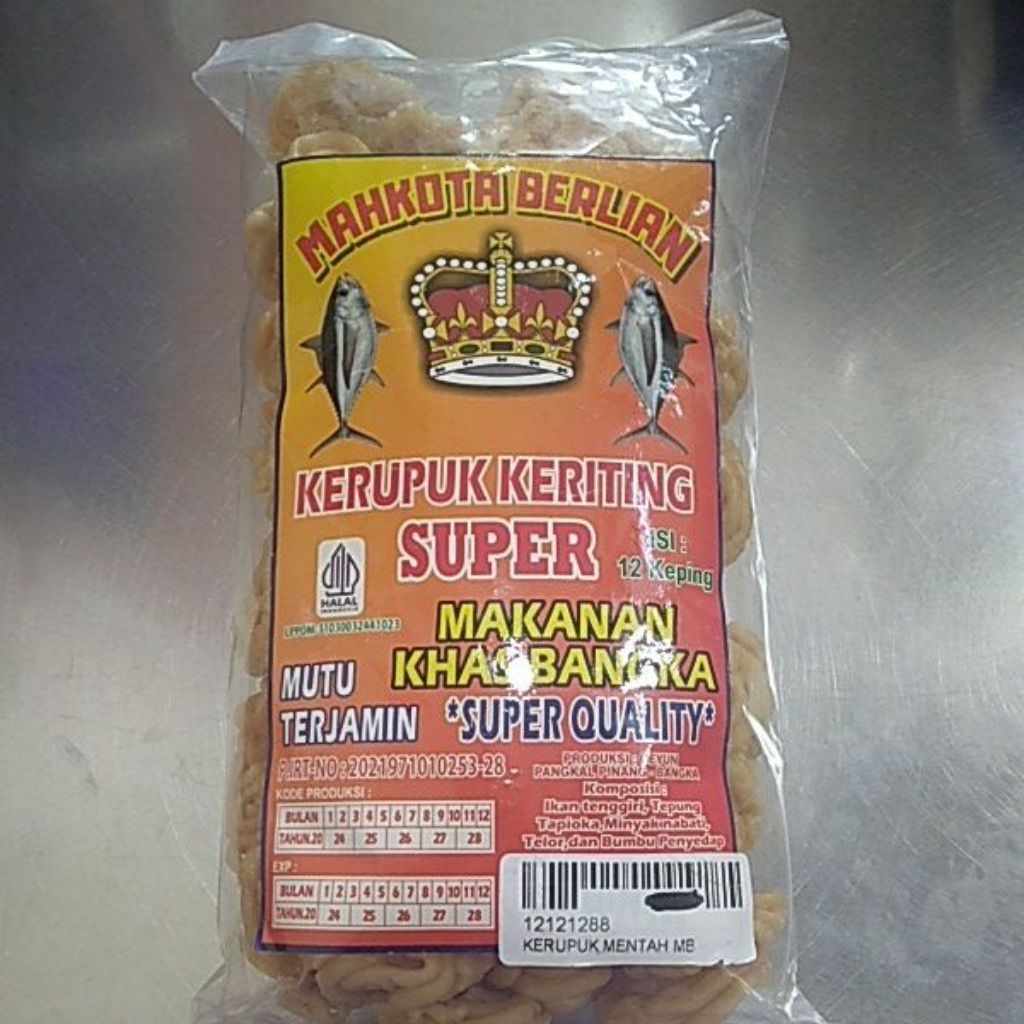 MAHKOTA BERLIAN
KERUPUK KERITING
SUPER
ISI :
12 Keping
HALAL
INDONESIA
MAKANAN
KHAS BANGKA
MUTU
TERJAMIN
*SUPER QUALITY*
P.IRT-NO : 2021971010253-28
PRODUKSI :
PANGKAL PINANG - BANGKA
KODE PRODUKSI :
Komposisi :
Ikan tenggiri, Tepung
Tapioka, Minyak nabati,
Telor, dan Bumbu Penyedap
BULAN 1 2 3 4 5 6 7 8 9 10 11 12
TAHUN.20 24 25 26 27 28
EXP :
BULAN 1 2 3 4 5 6 7 8 9 10 11 12
TAHUN.20 24 25 26 27 28
12121288
KERUPUK MENTAH MB